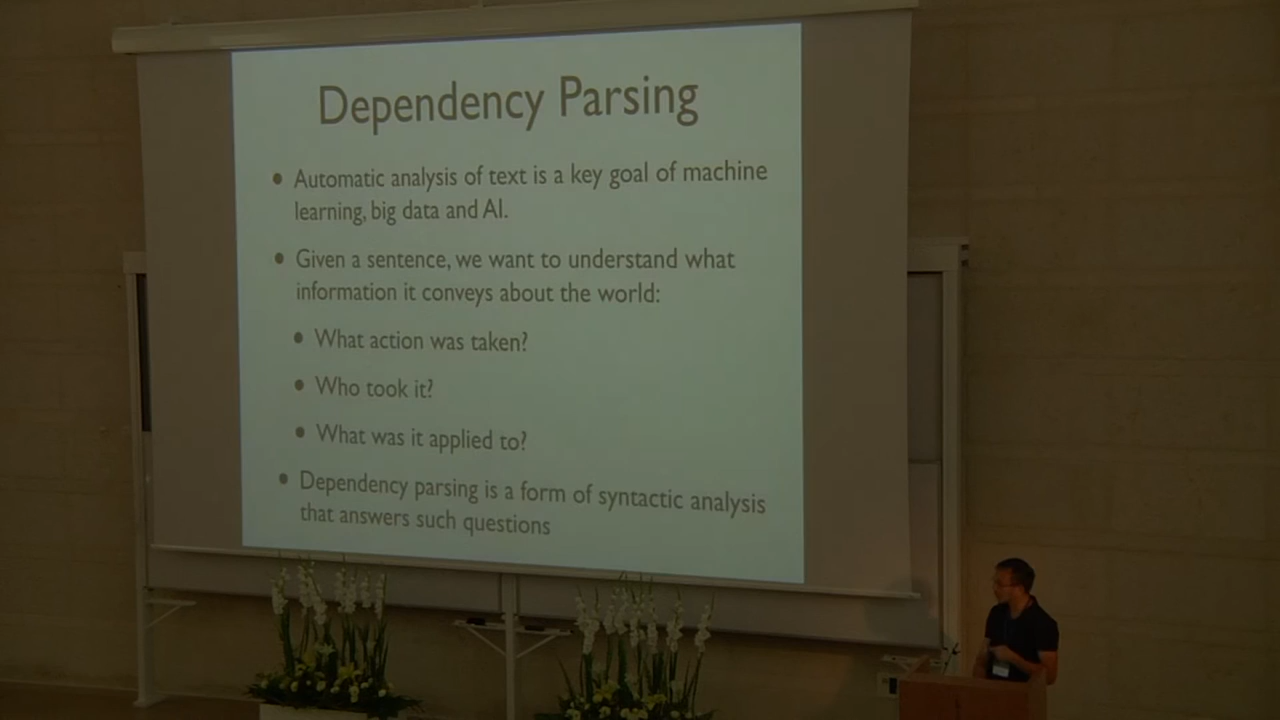 Dependency Parsing
• Automatic analysis of text is a key goal of machine
learning, big data and AI.
• Given a sentence, we want to understand what
information it conveys about the world:
• What action was taken?
• Who took it?
• What was it applied to?
• Dependency parsing is a form of syntactic analysis
that answers such questions